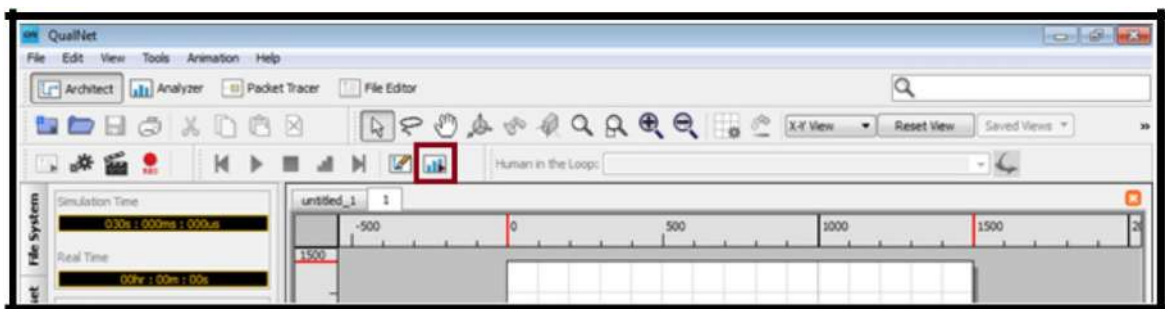 QualNet
File Edit View Tools Animation Help
Architect Analyzer Packet Tracer File Editor
X-Y View Reset View Saved Views »
REC Human in the Loop:
File System
Simulation Time
030s : 000ms : 000us
Real Time
00hr : 00m : 00s
untitled_1 1
-500 0 500 1000 1500
1500